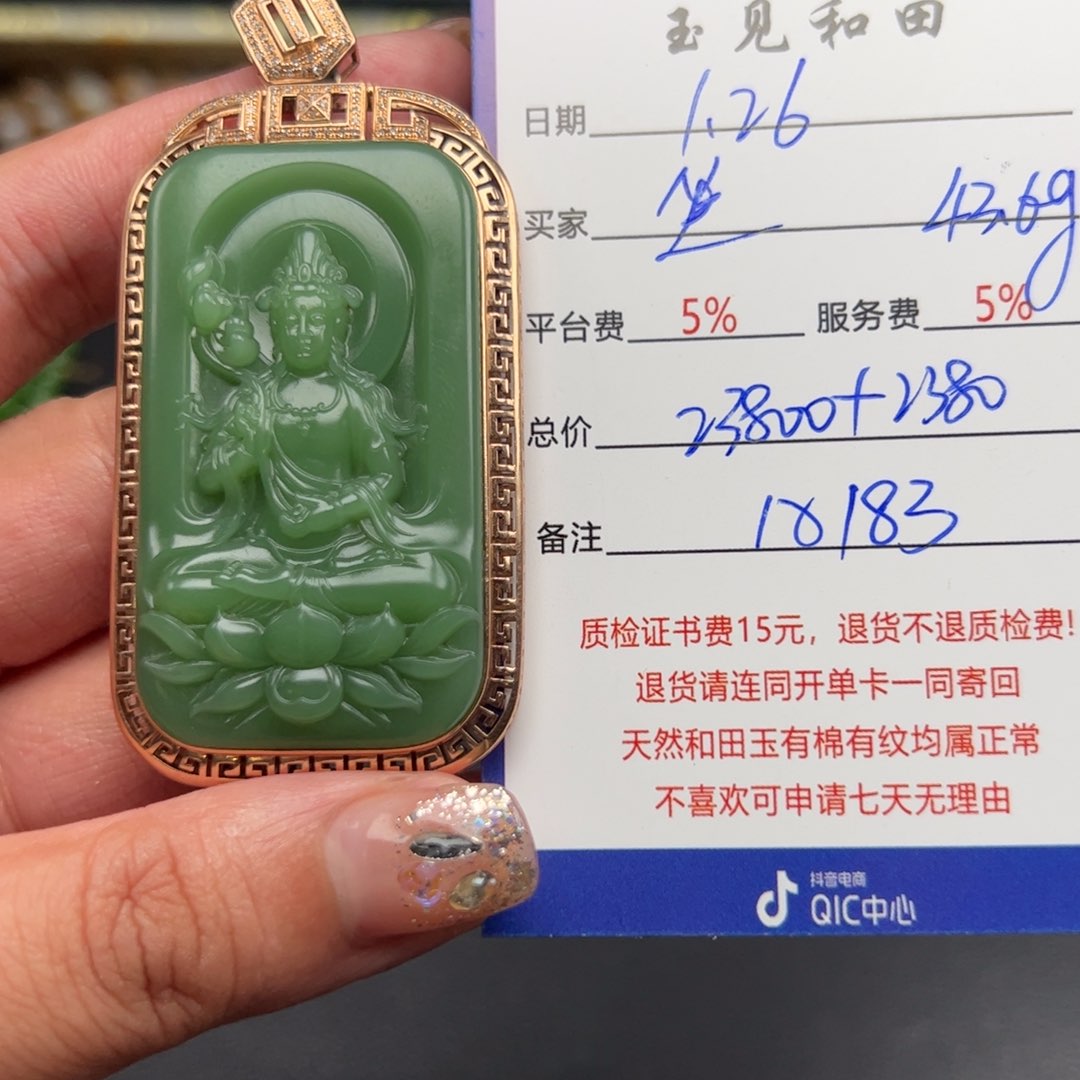 玉见和田
日期 1.26
买家 43.6g
平台费 5% 服务费 5%
总价 23800+2380
备注 18183
质检证书费15元，退货不退质检费！
退货请连同开单卡一同寄回
天然和田玉有棉有纹均属正常
不喜欢可申请七天无理由
抖音电商
QIC中心